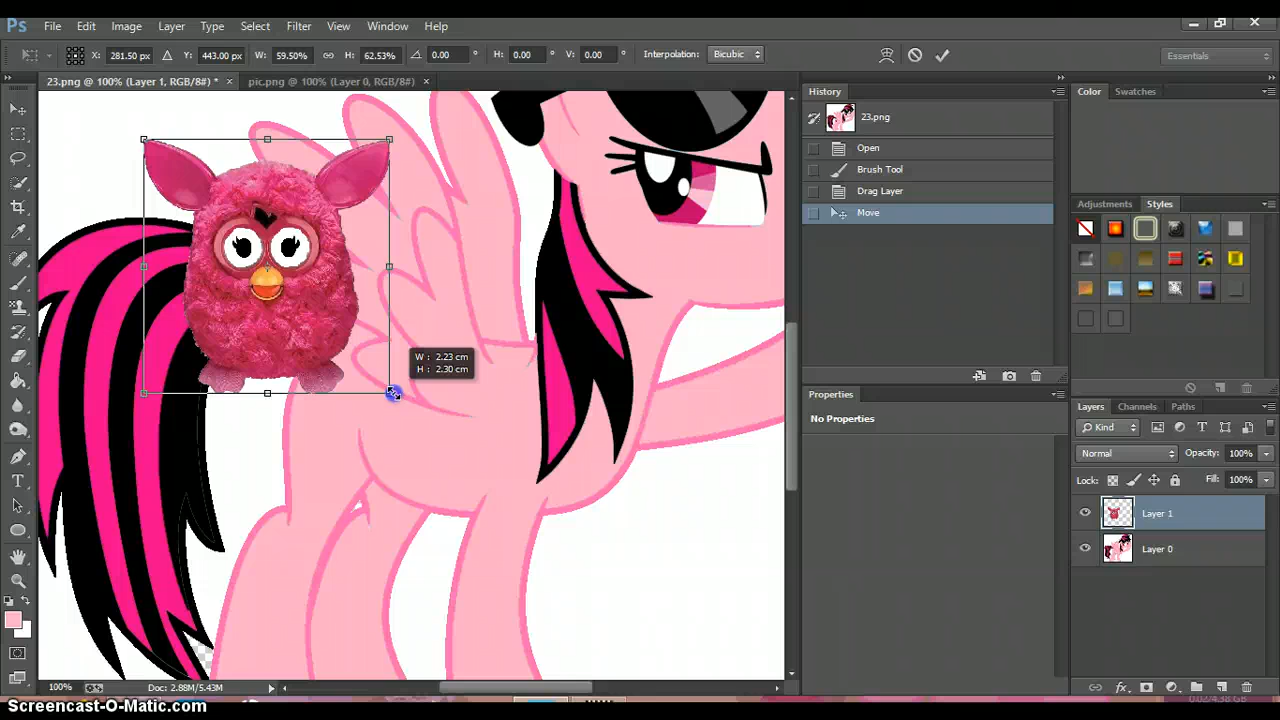 Ps File Edit Image Layer Type Select Filter View Window Help
X: 281.50 px Y: 443.00 px W: 59.50% H: 62.53% 0.00 ° H: 0.00 ° V: 0.00 ° Interpolation: Bicubic Essentials
23.png @ 100% (Layer 1, RGB/8#) * × pic.png @ 100% (Layer 0, RGB/8#) ×
History
23.png
Open
Brush Tool
Drag Layer
Move
W : 2.23 cm
H : 2.30 cm
Properties
No Properties
Color Swatches
Adjustments Styles
Layers Channels Paths
Kind
Normal Opacity: 100%
Lock: Fill: 100%
Layer 1
Layer 0
100% Doc: 2.88M/5.43M
Screencast-O-Matic.com